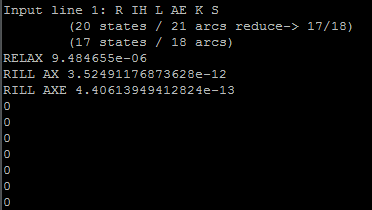 Input line 1: R IH L AE K S
(20 states / 21 arcs reduce-> 17/18)
(17 states / 18 arcs)
RELAX 9.484655e-06
RILL AX 3.52491176873628e-12
RILL AXE 4.40613949412824e-13
0
0
0
0
0
0
0